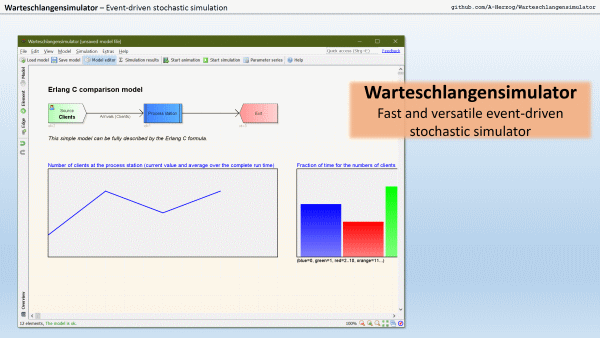 Warteschlangensimulator – Event-driven stochastic simulation
github.com/A-Herzog/Warteschlangensimulator
Warteschlangensimulator [unsaved model file]
File Edit View Model Simulation Extras Help
Quick access (Strg+E)
Feedback
Load model Save model Model editor Simulation results Start animation Start simulation Parameter series Help
Model
Element
Edge
Overview
Erlang C comparison model
Source
Clients
Arrivals (Clients)
Process station
Exit
This simple model can be fully described by the Erlang C formula.
Number of clients at the process station (current value and average over the complete run time)
Fraction of time for the numbers of clients
(blue=0, green=1, red=2..10, orange=11...)
12 elements, The model is ok.
100%
Warteschlangensimulator
Fast and versatile event-driven
stochastic simulator